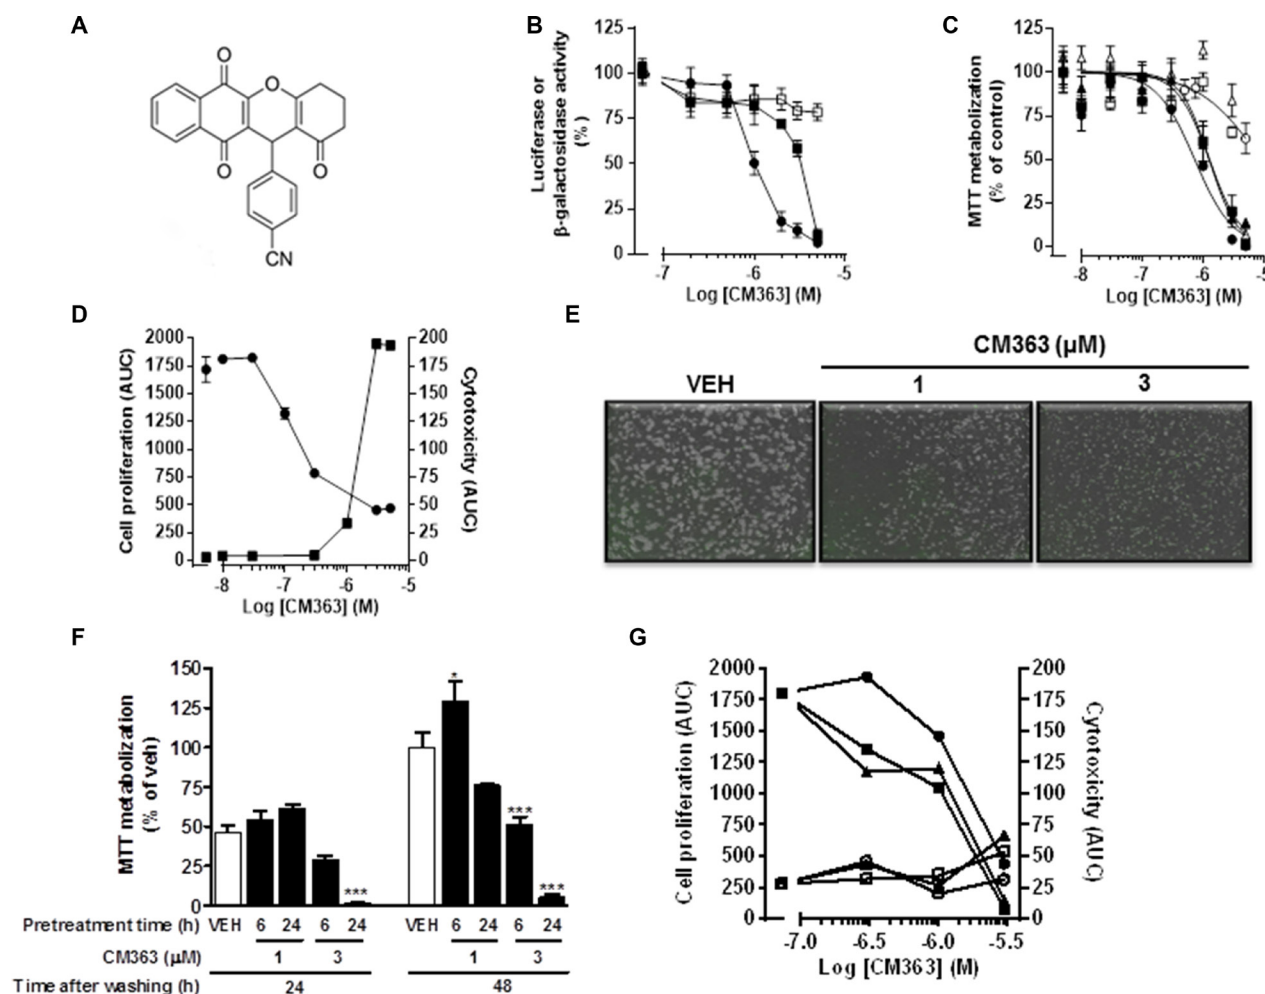 A
O
O
O
O
O
CN
B
Luciferase or
β-galactosidase activity
(%)
125
100
75
50
25
0
-7
-6
-5
Log [CM363] (M)
C
MTT metabolization
(% of control)
125
100
75
50
25
0
-8
-7
-6
-5
Log [CM363] (M)
D
Cell proliferation (AUC)
2000
1750
1500
1250
1000
750
500
250
0
200
175
150
125
100
75
50
25
0
Cytotoxicity (AUC)
-8
-7
-6
-5
Log [CM363] (M)
E
CM363 (µM)
VEH 1 3
F
MTT metabolization
(% of veh)
150
125
100
75
50
25
0
*
***
***
***
Pretreatment time (h) VEH 6 24 6 24 VEH 6 24 6 24
CM363 (µM) 1 3 1 3
Time after washing (h) 24 48
G
Cell proliferation (AUC)
2000
1750
1500
1250
1000
750
500
250
0
200
175
150
125
100
75
50
25
0
Cytotoxicity (AUC)
-7.0
-6.5
-6.0
-5.5
Log [CM363] (M)